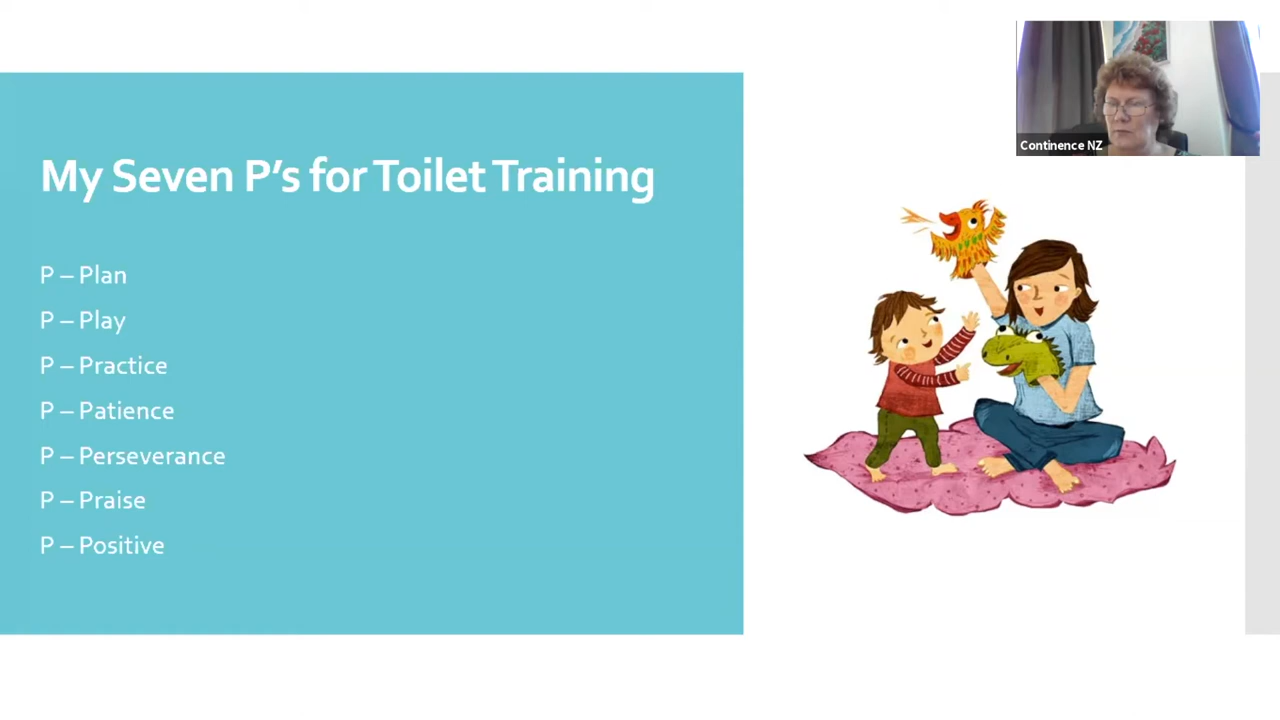 My Seven P's for Toilet Training
P – Plan
P – Play
P – Practice
P – Patience
P – Perseverance
P – Praise
P – Positive
Continence NZ